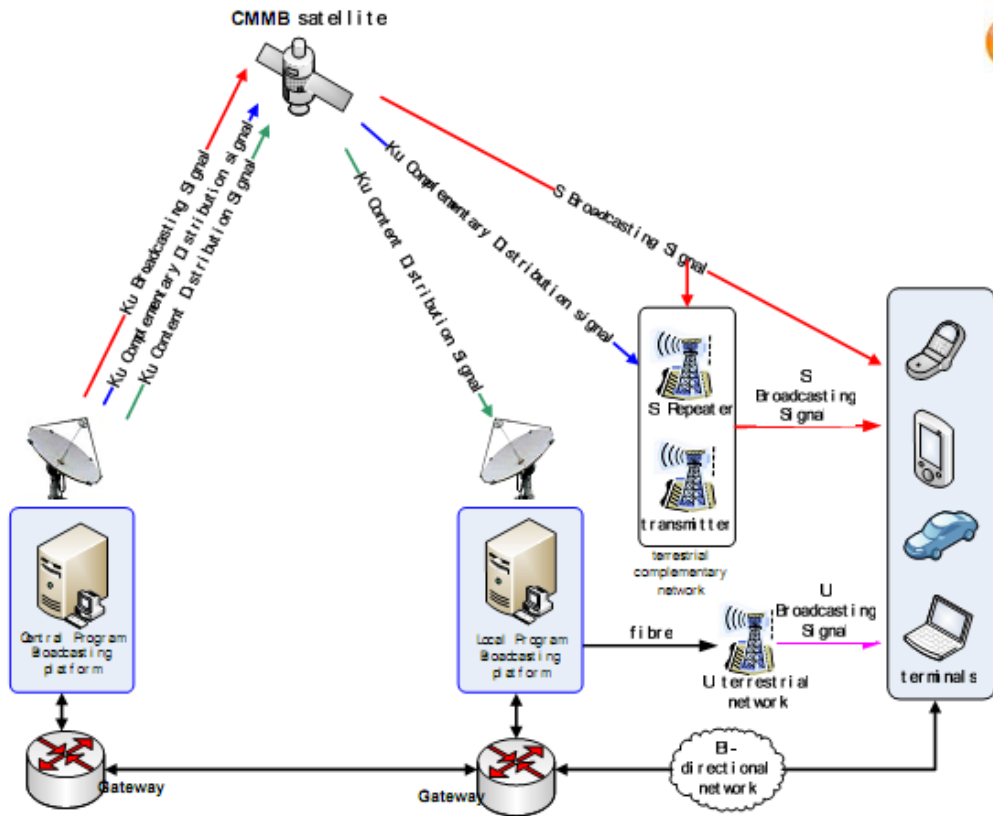 CMMB satellite
Ku Broadcasting Signal
Ku Complementary Distribution signal
Ku Content Distribution Signal
Ku Content Distribution Signal
Ku Complementary Distribution signal
S Broadcasting Signal
S Repeater
transmitter
terrestrial
complementary
network
S
Broadcasting
Signal
Central Program
Broadcasting
platform
Local Program
Broadcasting
platform
fibre
U
Broadcasting
Signal
U terrestrial
network
terminals
Gateway
Gateway
Bi-
directional
network